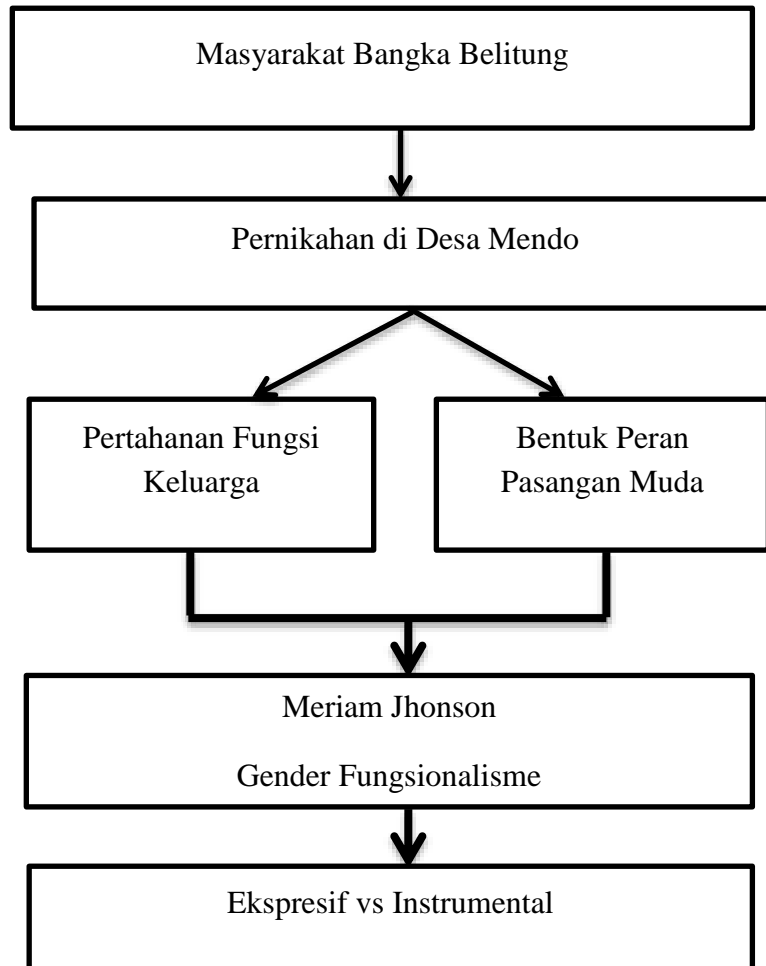 Masyarakat Bangka Belitung
Pernikahan di Desa Mendo
Pertahanan Fungsi
Keluarga
Bentuk Peran
Pasangan Muda
Meriam Jhonson
Gender Fungsionalisme
Ekspresif vs Instrumental